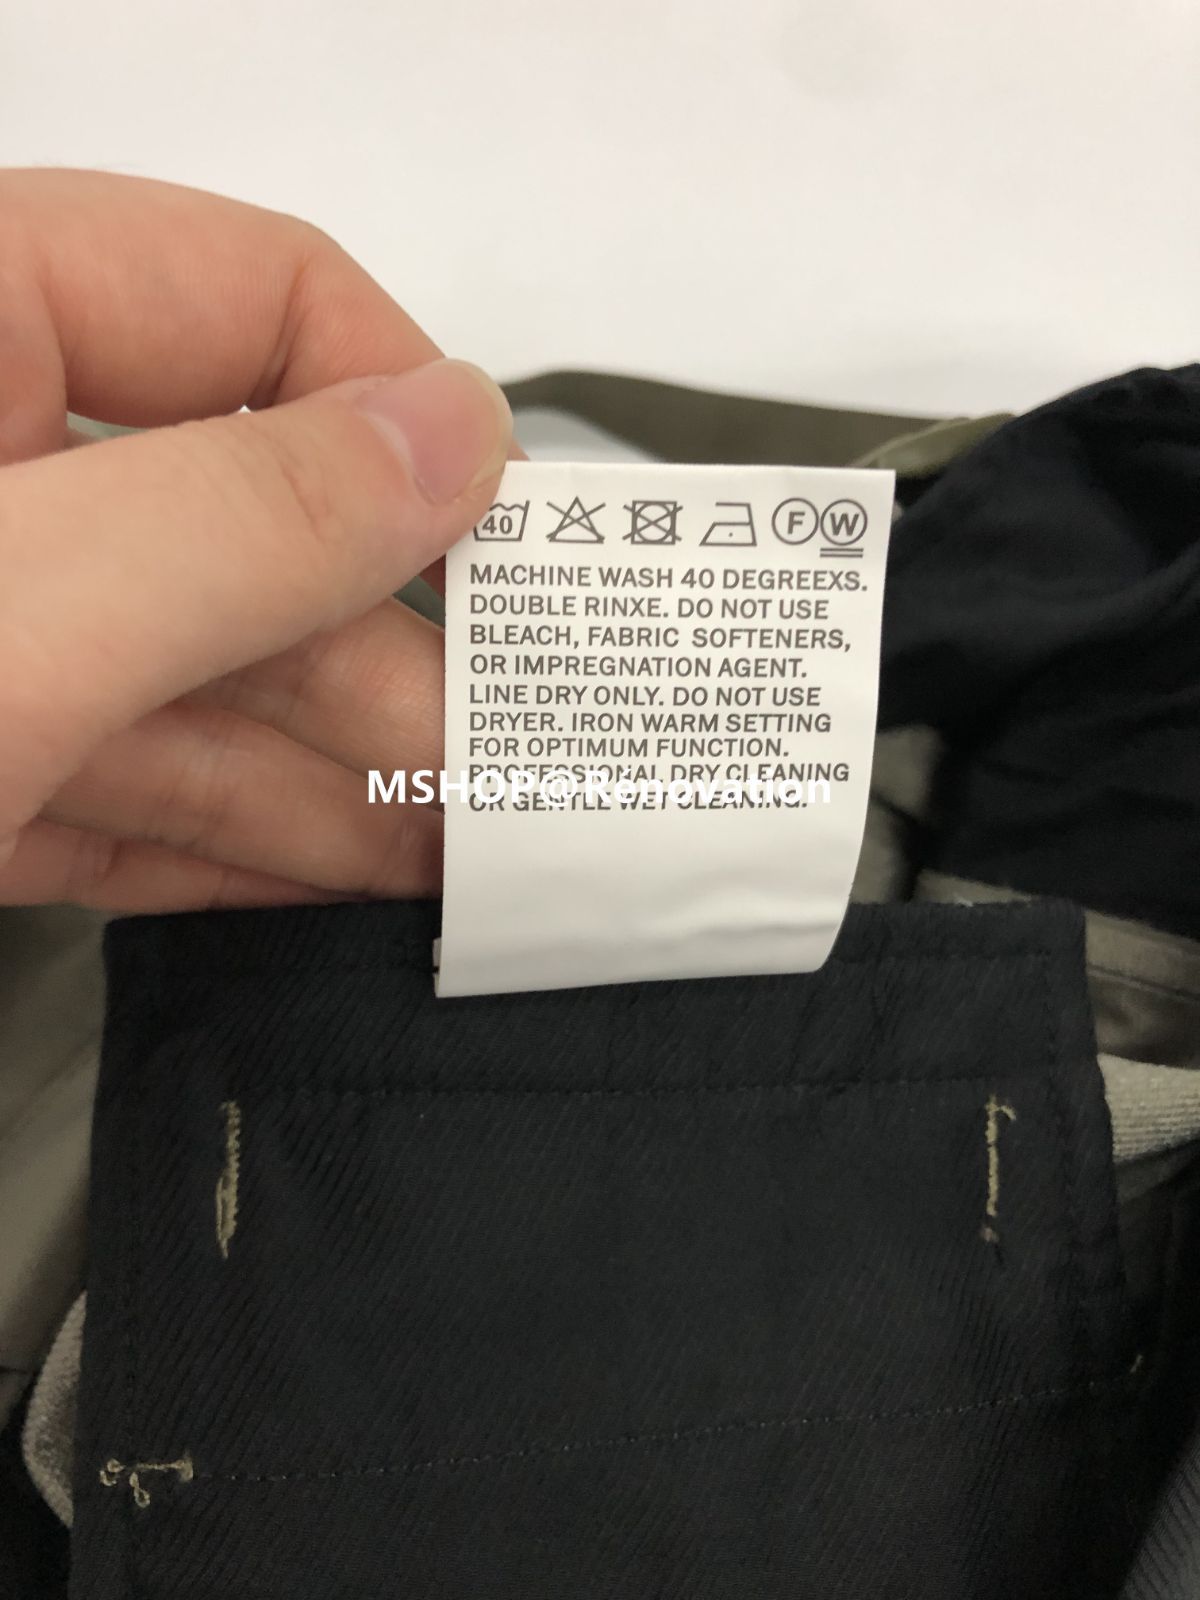 40 F W
MACHINE WASH 40 DEGREEXS.
DOUBLE RINXE. DO NOT USE
BLEACH, FABRIC SOFTENERS,
OR IMPREGNATION AGENT.
LINE DRY ONLY. DO NOT USE
DRYER. IRON WARM SETTING
FOR OPTIMUM FUNCTION.
PROFESSIONAL DRY CLEANING
OR GENTLE WET CLEANING.
MSHOP@Rénovation